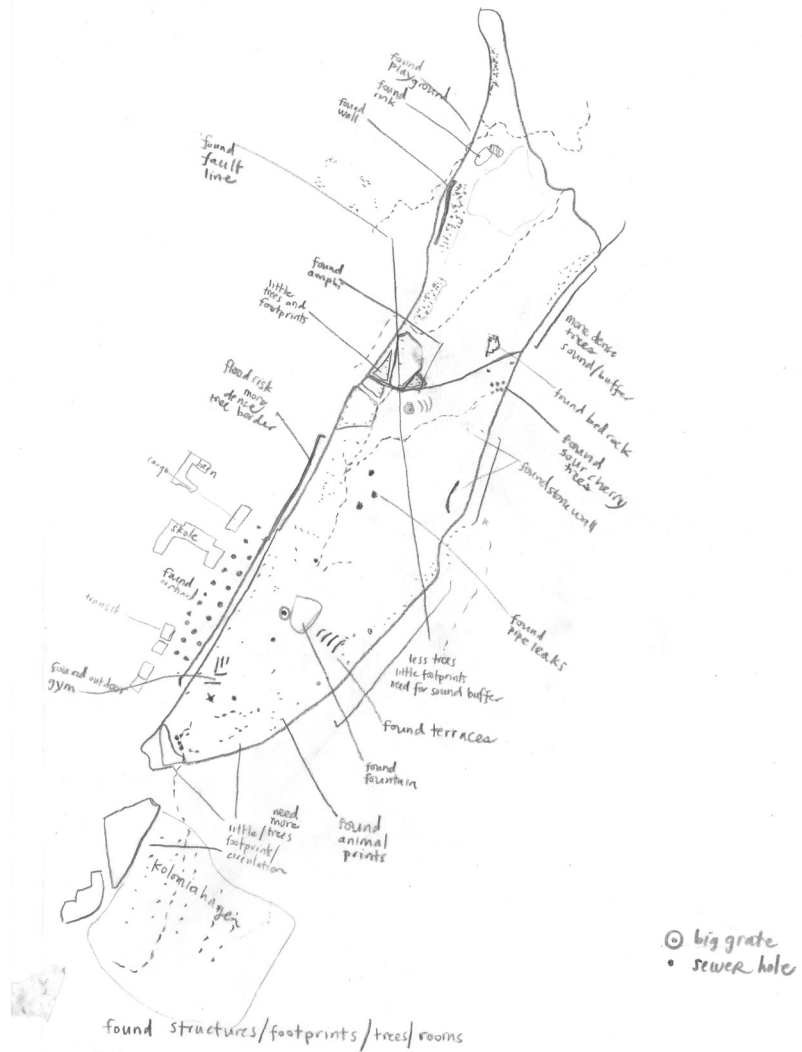 found
playground
found
rink
found
wall
found
fault
line
found
amphi
little
trees and
footprints
more dense
trees
sound/buffer
found bedrock
found
sour cherry
trees
flood risk
more
dense
tree border
found stone wall
barn
skole
found
orchard
transit
found outdoor
gym
found
pipe leaks
less trees
little footprints
need for sound buffer
found terraces
found
fountain
need
more
little/trees
footprint/
circulation
found
animal
prints
koloniahagen
big grate
sewer hole
found structures/footprints/trees/rooms